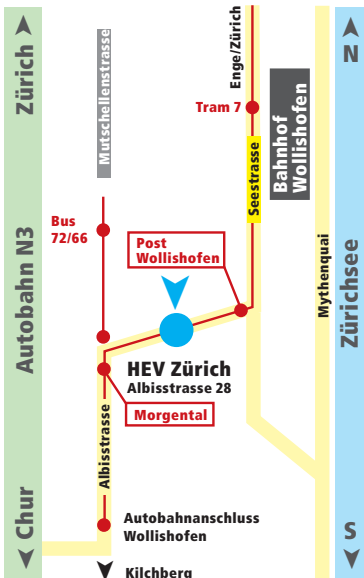 Zürich
Autobahn N3
Chur
Mutschellenstrasse
Enge/Zürich
Tram 7
Seestrasse
Bahnhof
Wollishofen
N
Zürichsee
S
Mythenquai
Bus
72/66
Post
Wollishofen
HEV Zürich
Albisstrasse 28
Morgental
Albisstrasse
Autobahnanschluss
Wollishofen
Kilchberg